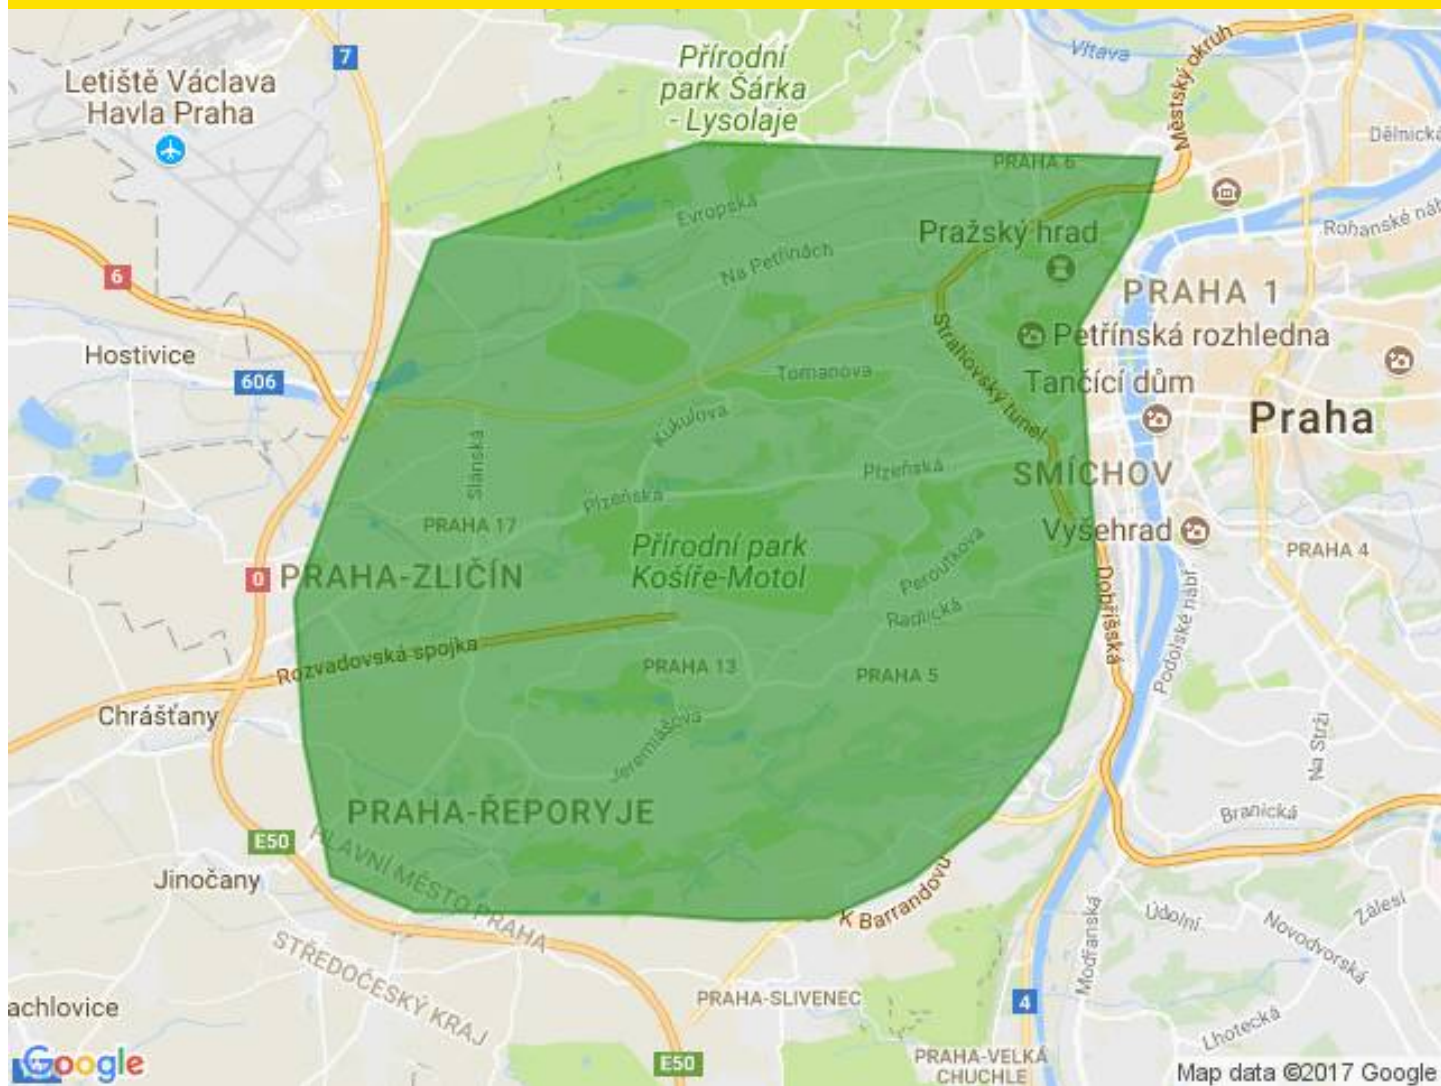 Vltava
Městský okruh
7
Přírodní
park Šárka
- Lysolaje
Letiště Václava
Havla Praha
Dělnická
PRAHA 6
Evropská
Rohanské náb
Pražský hrad
Na Petřinách
6
PRAHA 1
Petřínská rozhledna
Strahovský tunel
Hostivice
606
Tomanova
Tančící dům
Kukulova
Praha
Slánská
Plzeňská
SMÍCHOV
Plzeňská
PRAHA 17
Vyšehrad
Přírodní park
Košíře-Motol
PRAHA 4
Peroutkova
0
PRAHA-ZLIČÍN
Radlická
Dobříšská
Podolské nábř.
Rozvadovská spojka
PRAHA 13
PRAHA 5
Chrášťany
Jeremiášova
Na Strži
PRAHA-ŘEPORYJE
Branická
E50
HLAVNÍ MĚSTO PRAHA
Jinočany
K Barrandovu
Modřanská
Údolní
Zálesí
Novodvorská
STŘEDOČESKÝ KRAJ
achlovice
PRAHA-SLIVENEC
4
Lhotecká
Google
E50
PRAHA-VELKÁ
CHUCHLE
Map data ©2017 Google